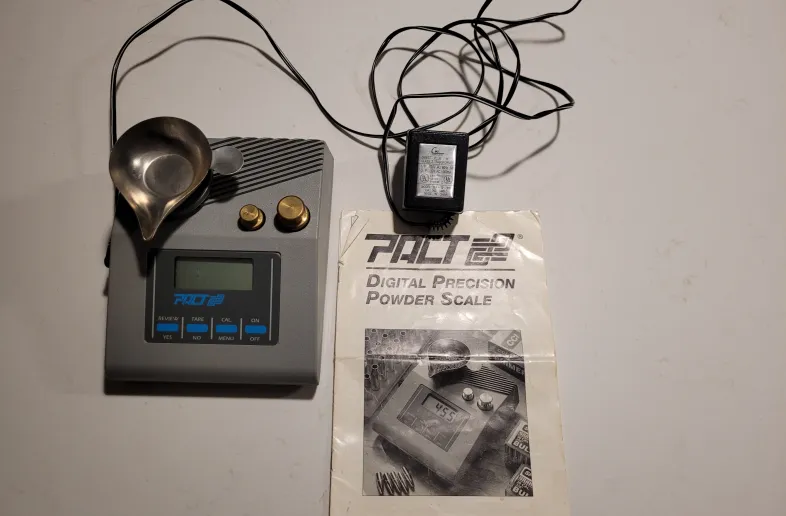 PACT
REVIEW TARE CAL ON
YES NO MENU OFF
PACT
DIGITAL PRECISION
POWDER SCALE
455